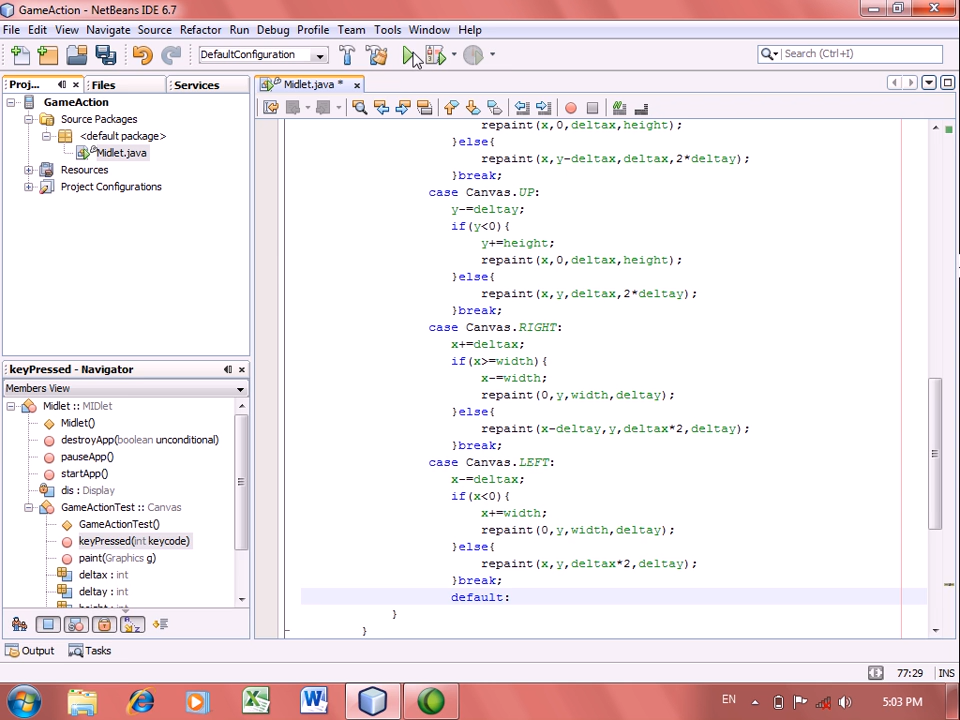 GameAction - NetBeans IDE 6.7
File Edit View Navigate Source Refactor Run Debug Profile Team Tools Window Help
DefaultConfiguration
Search (Ctrl+I)
Proj...
Files
Services
Midlet.java *
GameAction
Source Packages
<default package>
Midlet.java
Resources
Project Configurations
keyPressed - Navigator
Members View
Midlet :: MIDlet
Midlet()
destroyApp(boolean unconditional)
pauseApp()
startApp()
dis : Display
GameActionTest :: Canvas
GameActionTest()
keyPressed(int keycode)
paint(Graphics g)
deltax : int
deltay : int
height : int
repaint(x,0,deltax,height);
}else{
repaint(x,y-deltax,deltax,2*deltay);
}break;
case Canvas.UP:
y-=deltay;
if(y<0){
y+=height;
repaint(x,0,deltax,height);
}else{
repaint(x,y,deltax,2*deltay);
}break;
case Canvas.RIGHT:
x+=deltax;
if(x>=width){
x-=width;
repaint(0,y,width,deltay);
}else{
repaint(x-deltay,y,deltax*2,deltay);
}break;
case Canvas.LEFT:
x-=deltax;
if(x<0){
x+=width;
repaint(0,y,width,deltay);
}else{
repaint(x,y,deltax*2,deltay);
}break;
default:
}
}
Output Tasks
77:29 INS
EN
5:03 PM